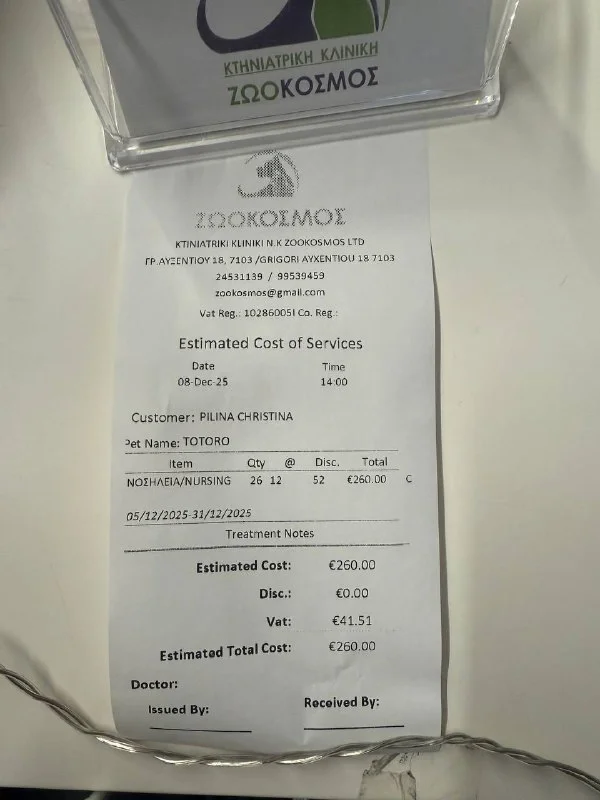 ΚΤΗΝΙΑΤΡΙΚΗ ΚΛΙΝΙΚΗ
ΖΩΟΚΟΣΜΟΣ
ΖΩΟΚΟΣΜΟΣ
KTINIATRIKI KLINIKI N.K ZOOKOSMOS LTD
ΓΡ.ΑΥΞΕΝΤΙΟΥ 18, 7103 /GRIGORI AYXENTIOU 18 7103
24531139 / 99539459
zookosmos@gmail.com
Vat Reg.: 10286005I Co. Reg.:
Estimated Cost of Services
Date Time
08-Dec-25 14:00
Customer: PILINA CHRISTINA
Pet Name: TOTORO
Item Qty @ Disc. Total
ΝΟΣΗΛΕΙΑ/NURSING 26 12 52 €260.00 C
05/12/2025-31/12/2025
Treatment Notes
Estimated Cost: €260.00
Disc.: €0.00
Vat: €41.51
Estimated Total Cost: €260.00
Doctor:
Issued By: Received By: